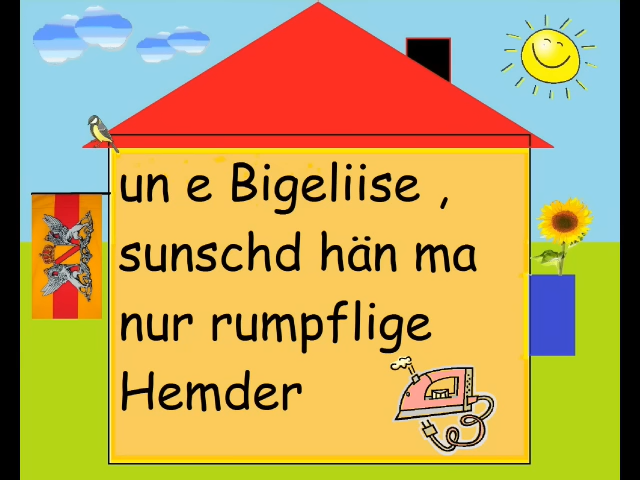 un e Bigeliise ,
sunschd hän ma
nur rumpflige
Hemder